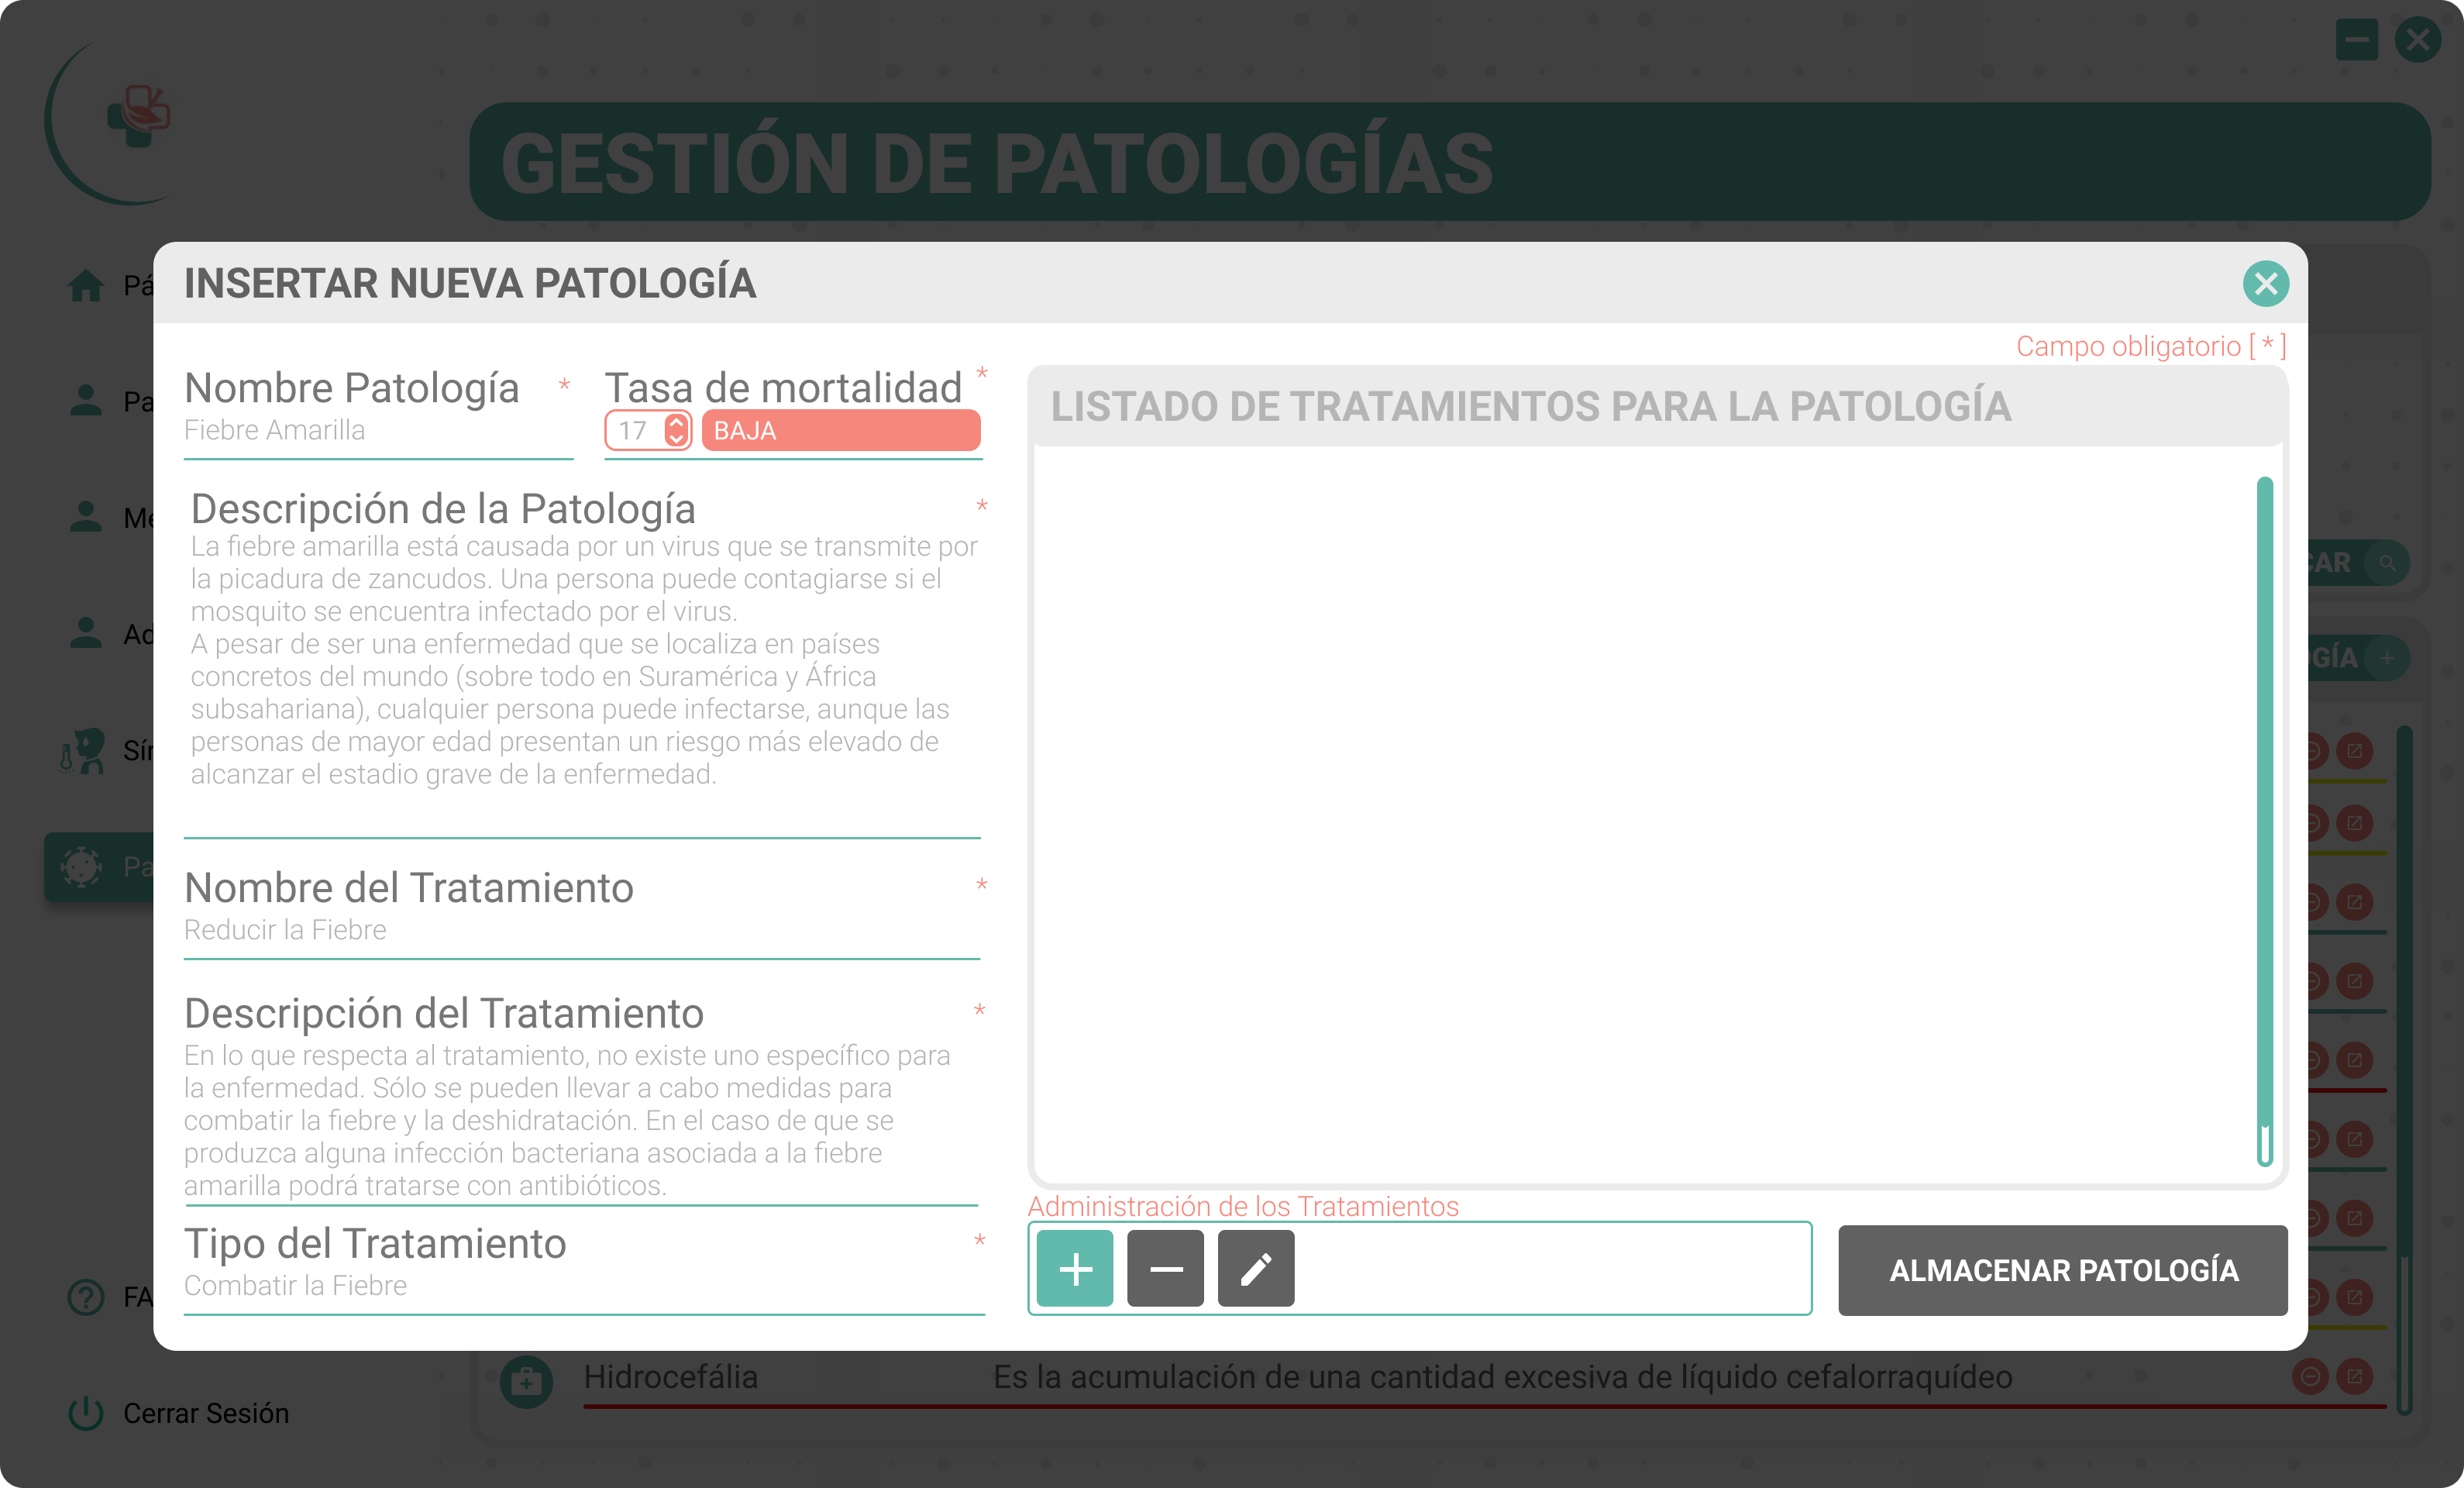 GESTIÓN DE PATOLOGÍAS
INSERTAR NUEVA PATOLOGÍA
Campo obligatorio [ * ]
Nombre Patología *
Fiebre Amarilla
Tasa de mortalidad *
17 BAJA
Descripción de la Patología *
La fiebre amarilla está causada por un virus que se transmite por
la picadura de zancudos. Una persona puede contagiarse si el
mosquito se encuentra infectado por el virus.
A pesar de ser una enfermedad que se localiza en países
concretos del mundo (sobre todo en Suramérica y África
subsahariana), cualquier persona puede infectarse, aunque las
personas de mayor edad presentan un riesgo más elevado de
alcanzar el estadio grave de la enfermedad.
Nombre del Tratamiento *
Reducir la Fiebre
Descripción del Tratamiento *
En lo que respecta al tratamiento, no existe uno específico para
la enfermedad. Sólo se pueden llevar a cabo medidas para
combatir la fiebre y la deshidratación. En el caso de que se
produzca alguna infección bacteriana asociada a la fiebre
amarilla podrá tratarse con antibióticos.
Tipo del Tratamiento *
Combatir la Fiebre
LISTADO DE TRATAMIENTOS PARA LA PATOLOGÍA
Administración de los Tratamientos
ALMACENAR PATOLOGÍA
Hidrocefália Es la acumulación de una cantidad excesiva de líquido cefalorraquídeo
Cerrar Sesión